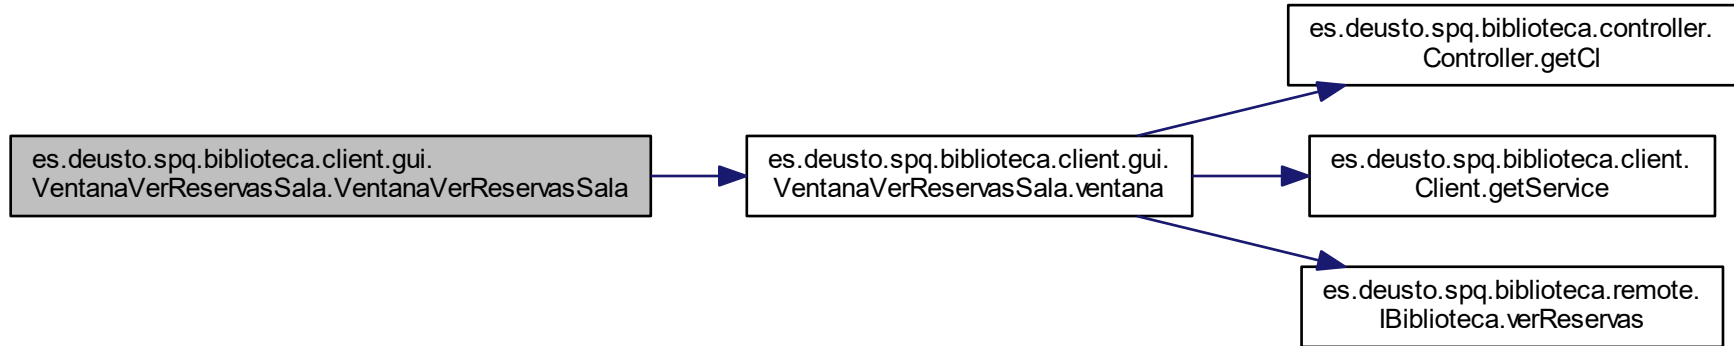 es.deusto.spq.biblioteca.controller.
Controller.getCl
es.deusto.spq.biblioteca.client.gui.
VentanaVerReservasSala.VentanaVerReservasSala
es.deusto.spq.biblioteca.client.gui.
VentanaVerReservasSala.ventana
es.deusto.spq.biblioteca.client.
Client.getService
es.deusto.spq.biblioteca.remote.
IBiblioteca.verReservas